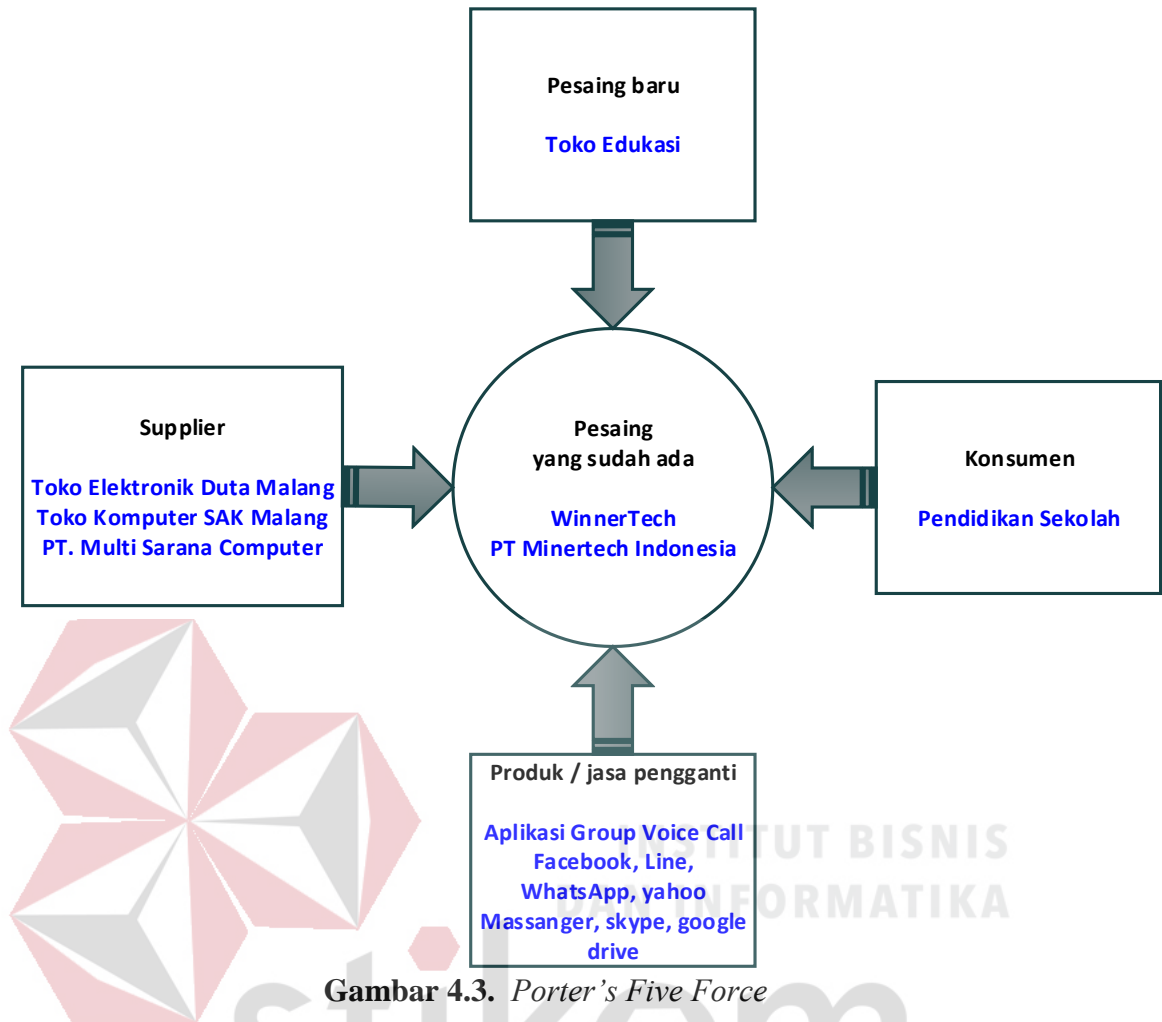 Pesaing baru
Toko Edukasi
Supplier
Toko Elektronik Duta Malang
Toko Komputer SAK Malang
PT. Multi Sarana Computer
Pesaing
yang sudah ada
WinnerTech
PT Minertech Indonesia
Konsumen
Pendidikan Sekolah
Produk / jasa pengganti
Aplikasi Group Voice Call
Facebook, Line,
WhatsApp, yahoo
Massanger, skype, google
drive
INSTITUT BISNIS
DAN INFORMATIKA
Gambar 4.3. Porter's Five Force
stikom